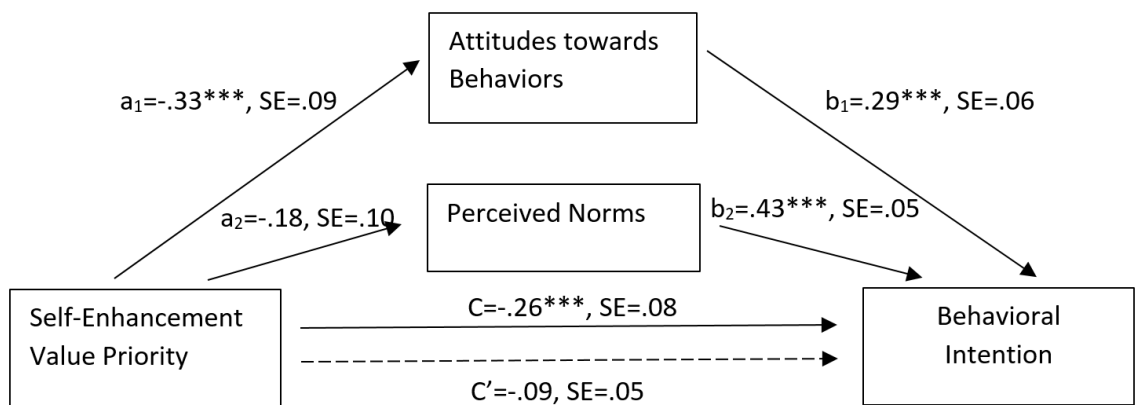 Attitudes towards
Behaviors
a₁=-.33***, SE=.09
b₁=.29***, SE=.06
Perceived Norms
a₂=-.18, SE=.10
b₂=.43***, SE=.05
Self-Enhancement
Value Priority
C=-.26***, SE=.08
C’=-.09, SE=.05
Behavioral
Intention